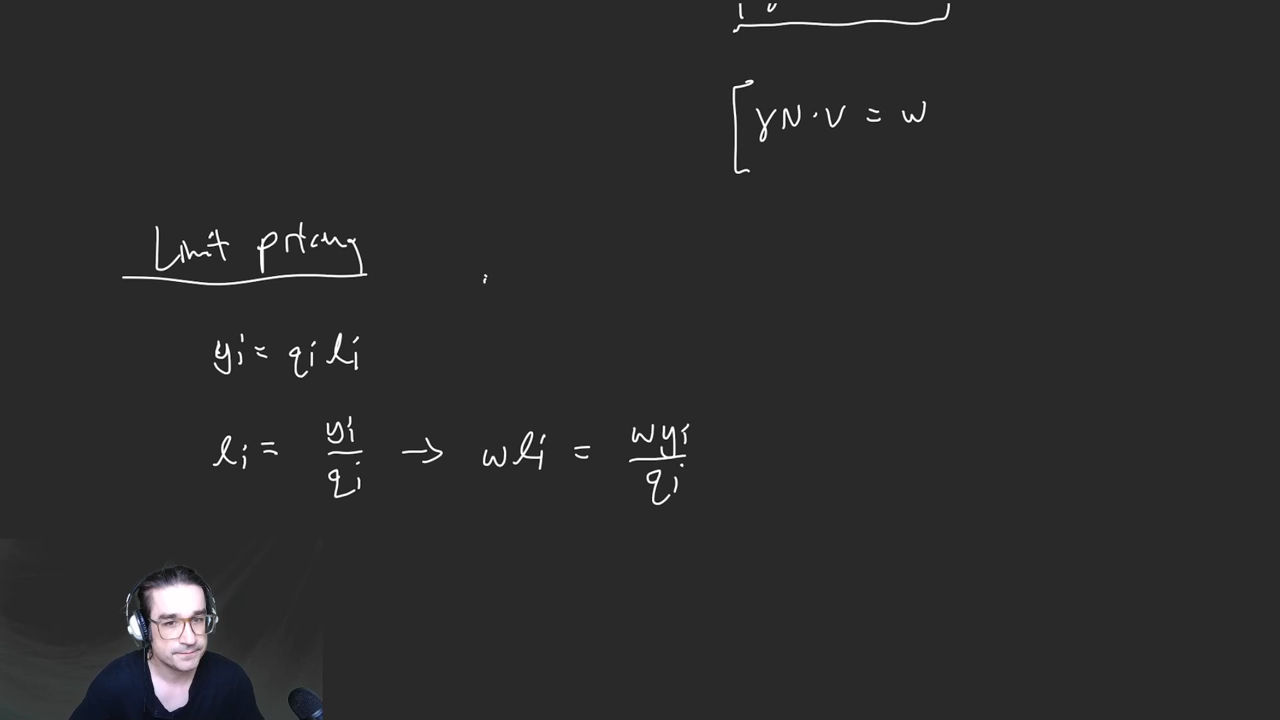 [γN·V = w
Limit pricing
yi = qi li
li = yi/qi → wli = wyi/qi